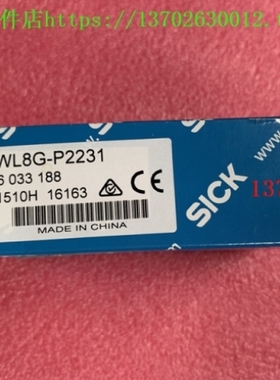 件店https://13702630012.
WL8G-P2231
6 033 188
1510H 16163
MADE IN CHINA
SICK
137